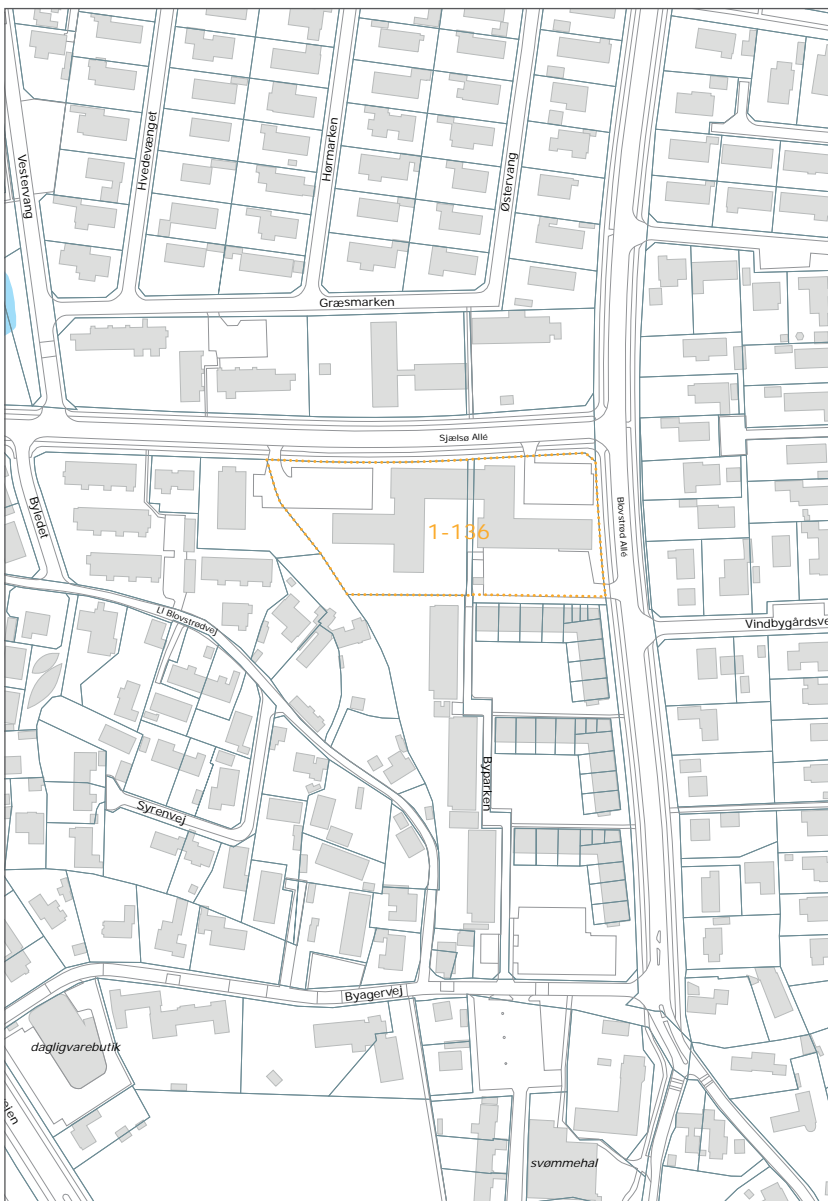 Vestervang
Hvedevænget
Hørmarken
Østervang
Græsmarken
Sjælsø Allé
Byledet
1-136
Blovstrød Allé
Ll Blovstrødvej
Vindbygårdsve
Byparken
Syrenvej
Byagervej
dagligvarebutik
ejen
svømmehal